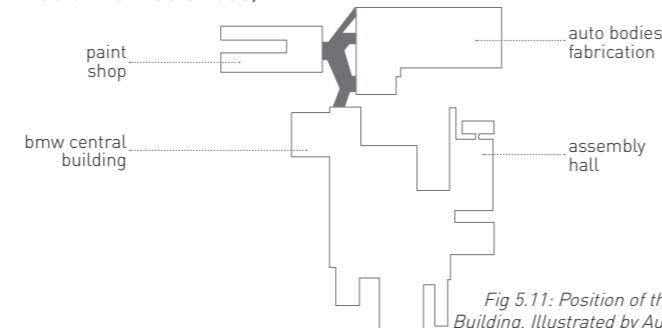 paint
shop
auto bodies
fabrication
bmw central
building
assembly
hall
Fig 5.11: Position of th
Building. Illustrated by Au